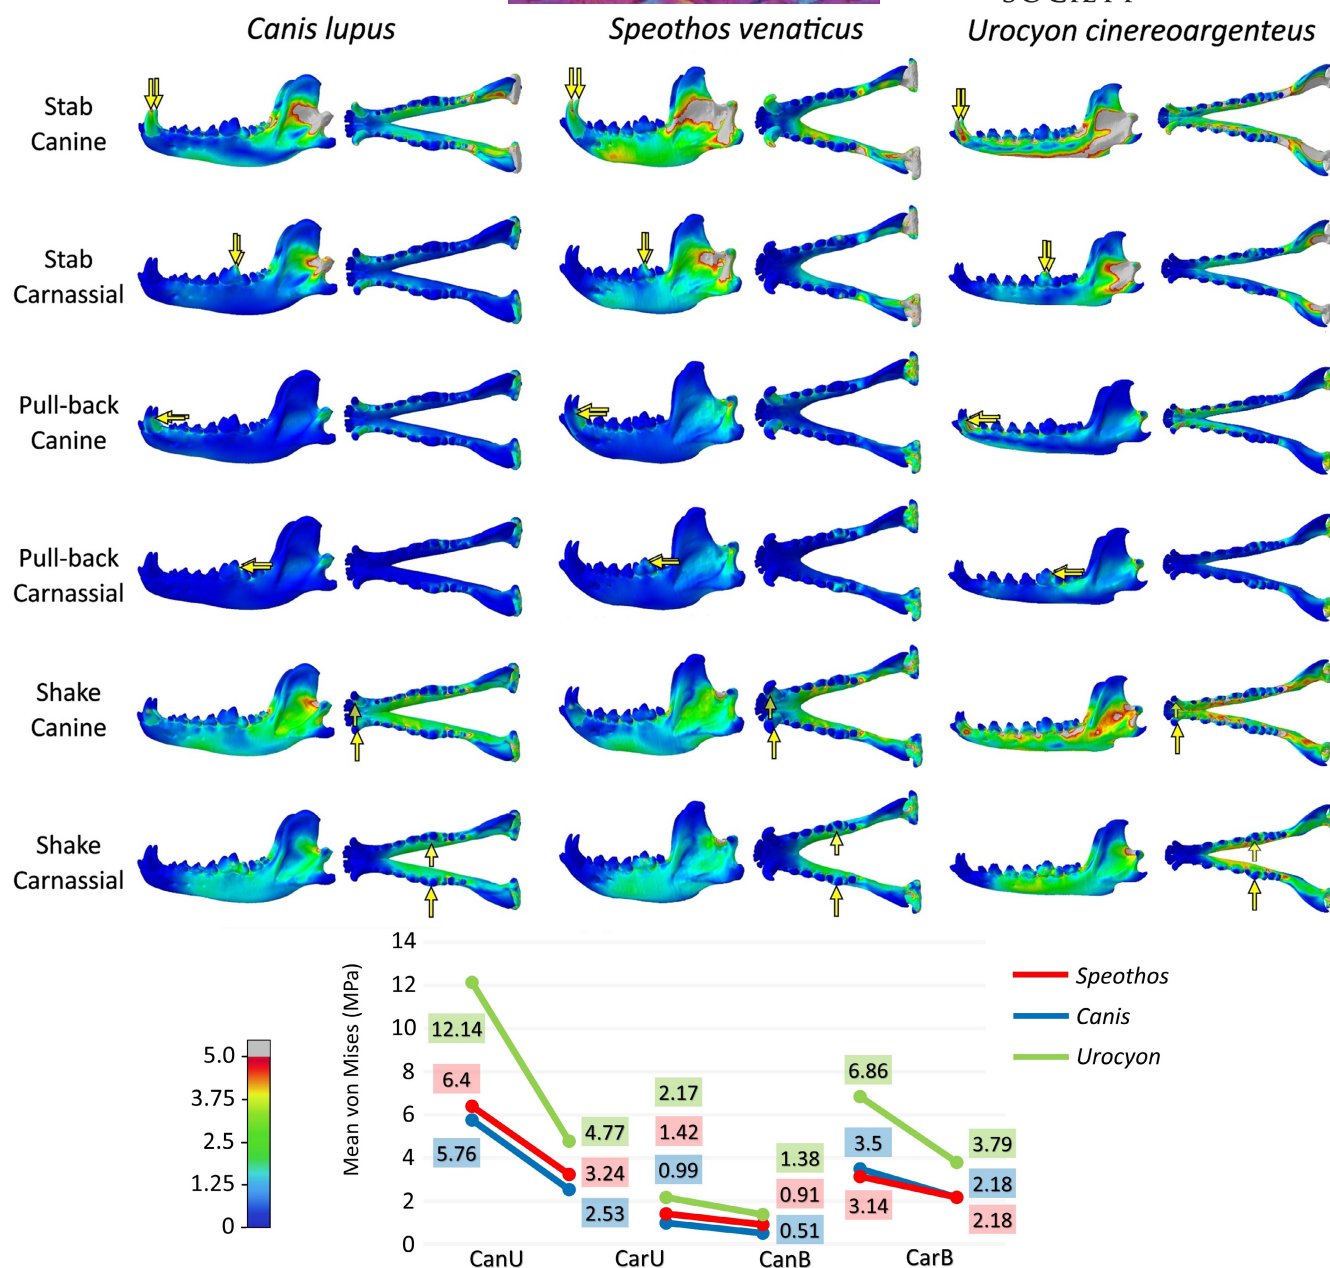 SOCIETY
Canis lupus
Speothos venaticus
Urocyon cinereoargenteus
Stab
Canine
Stab
Carnassial
Pull-back
Canine
Pull-back
Carnassial
Shake
Canine
Shake
Carnassial
5.0
3.75
2.5
1.25
0
Mean von Mises (MPa)
14
12
10
8
6
4
2
0
12.14
6.4
5.76
4.77
3.24
2.53
2.17
1.42
0.99
1.38
0.91
0.51
6.86
3.5
3.14
3.79
2.18
2.18
CanU
CarU
CanB
CarB
Speothos
Canis
Urocyon